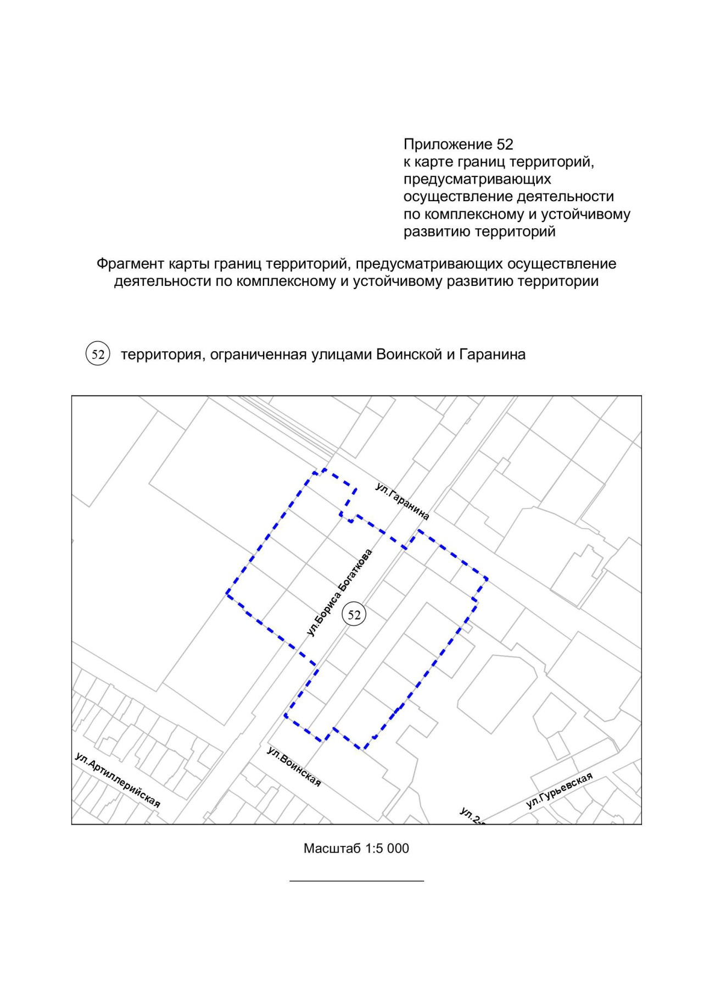 Приложение 52
к карте границ территорий,
предусматривающих
осуществление деятельности
по комплексному и устойчивому
развитию территорий
Фрагмент карты границ территорий, предусматривающих осуществление
деятельности по комплексному и устойчивому развитию территории
52 территория, ограниченная улицами Воинской и Гаранина
ул.Гаранина
ул.Бориса Богаткова
52
ул.Воинская
ул.Артиллерийская
ул.Гурьевская
ул.2-
Масштаб 1:5 000